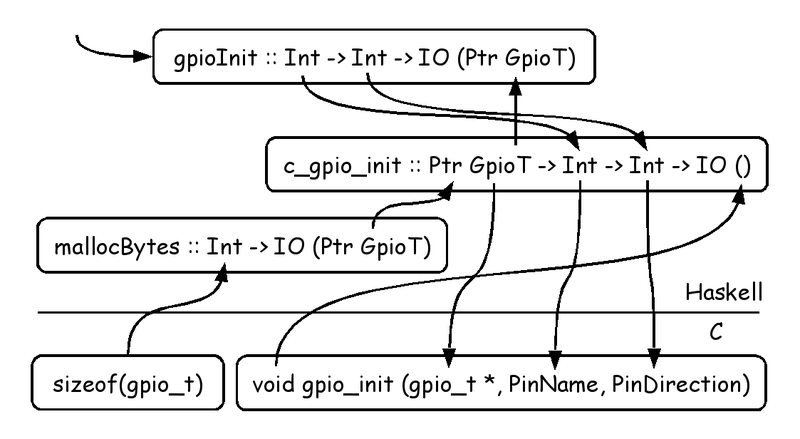 gpioInit :: Int -> Int -> IO (Ptr GpioT)
c_gpio_init :: Ptr GpioT -> Int -> Int -> IO ()
mallocBytes :: Int -> IO (Ptr GpioT)
Haskell
C
sizeof(gpio_t)
void gpio_init (gpio_t *, PinName, PinDirection)